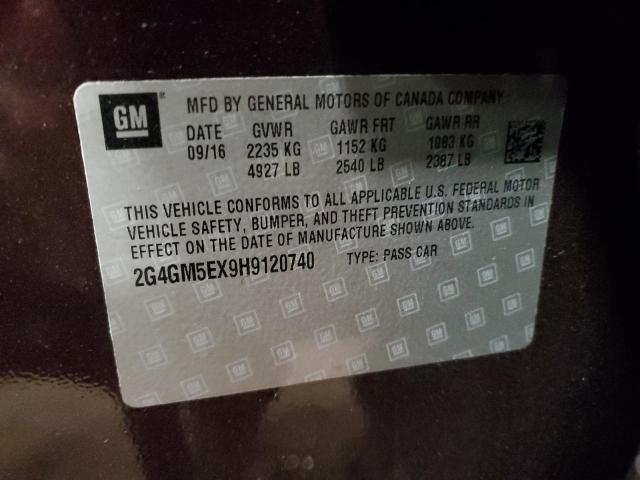 GM
MFD BY GENERAL MOTORS OF CANADA COMPANY
DATE GVWR GAWR FRT GAWR RR
09/16 2235 KG 1152 KG 1083 KG
4927 LB 2540 LB 2387 LB
THIS VEHICLE CONFORMS TO ALL APPLICABLE U.S. FEDERAL MOTOR
VEHICLE SAFETY, BUMPER, AND THEFT PREVENTION STANDARDS IN
EFFECT ON THE DATE OF MANUFACTURE SHOWN ABOVE.
2G4GM5EX9H9120740 TYPE: PASS CAR